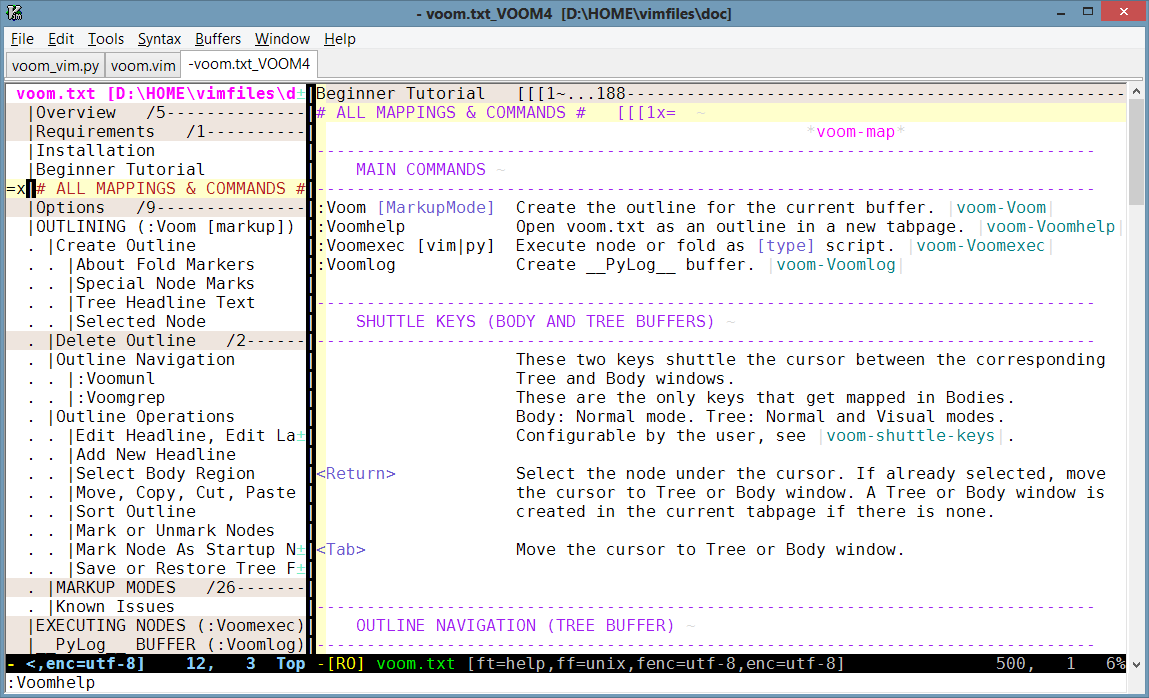 - voom.txt_VOOM4 [D:\HOME\vimfiles\doc]
File Edit Tools Syntax Buffers Window Help
voom_vim.py voom.vim -voom.txt_VOOM4
voom.txt [D:\HOME\vimfiles\d±
|Overview /5--------------
|Requirements /1----------
|Installation
|Beginner Tutorial
=x|# ALL MAPPINGS & COMMANDS #
|Options /9---------------
|OUTLINING (:Voom [markup])
. |Create Outline
. . |About Fold Markers
. . |Special Node Marks
. . |Tree Headline Text
. . |Selected Node
. |Delete Outline /2------
. |Outline Navigation
. . |:Voomunl
. . |:Voomgrep
. |Outline Operations
. . |Edit Headline, Edit La±
. . |Add New Headline
. . |Select Body Region
. . |Move, Copy, Cut, Paste
. . |Sort Outline
. . |Mark or Unmark Nodes
. . |Mark Node As Startup N±
. . |Save or Restore Tree F±
. |MARKUP MODES /26-------
. |Known Issues
|EXECUTING NODES (:Voomexec)
|__PyLog__ BUFFER (:Voomlog)
- <,enc=utf-8] 12, 3 Top
Beginner Tutorial [[[1~...188--------------------------------------------------
# ALL MAPPINGS & COMMANDS # [[[1x= ~
*voom-map*
------------------------------------------------------------------------------
MAIN COMMANDS ~
------------------------------------------------------------------------------
:Voom [MarkupMode] Create the outline for the current buffer. |voom-Voom|
:Voomhelp Open voom.txt as an outline in a new tabpage. |voom-Voomhelp|
:Voomexec [vim|py] Execute node or fold as [type] script. |voom-Voomexec|
:Voomlog Create __PyLog__ buffer. |voom-Voomlog|
------------------------------------------------------------------------------
SHUTTLE KEYS (BODY AND TREE BUFFERS) ~
------------------------------------------------------------------------------
These two keys shuttle the cursor between the corresponding
Tree and Body windows.
These are the only keys that get mapped in Bodies.
Body: Normal mode. Tree: Normal and Visual modes.
Configurable by the user, see |voom-shuttle-keys|.
<Return> Select the node under the cursor. If already selected, move
the cursor to Tree or Body window. A Tree or Body window is
created in the current tabpage if there is none.
<Tab> Move the cursor to Tree or Body window.
------------------------------------------------------------------------------
OUTLINE NAVIGATION (TREE BUFFER) ~
------------------------------------------------------------------------------
-[RO] voom.txt [ft=help,ff=unix,fenc=utf-8,enc=utf-8] 500, 1 6%
:Voomhelp